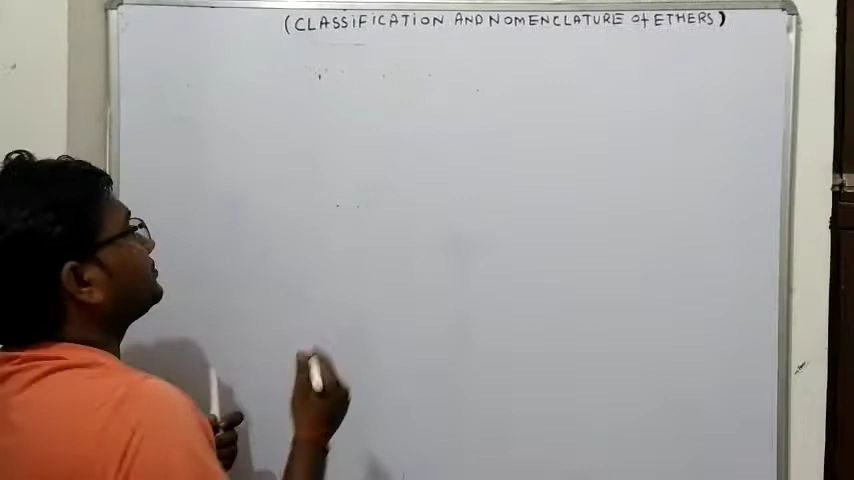 (CLASSIFICATION AND NOMENCLATURE of ETHERS)